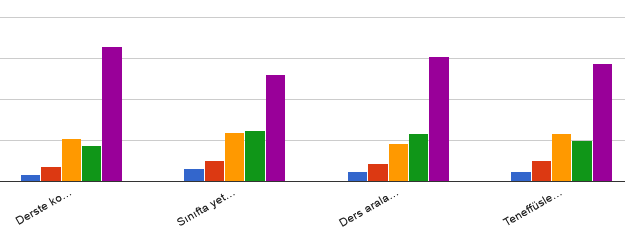 Derste ko...
Sınıfta yet...
Ders arala...
Teneffüsle...